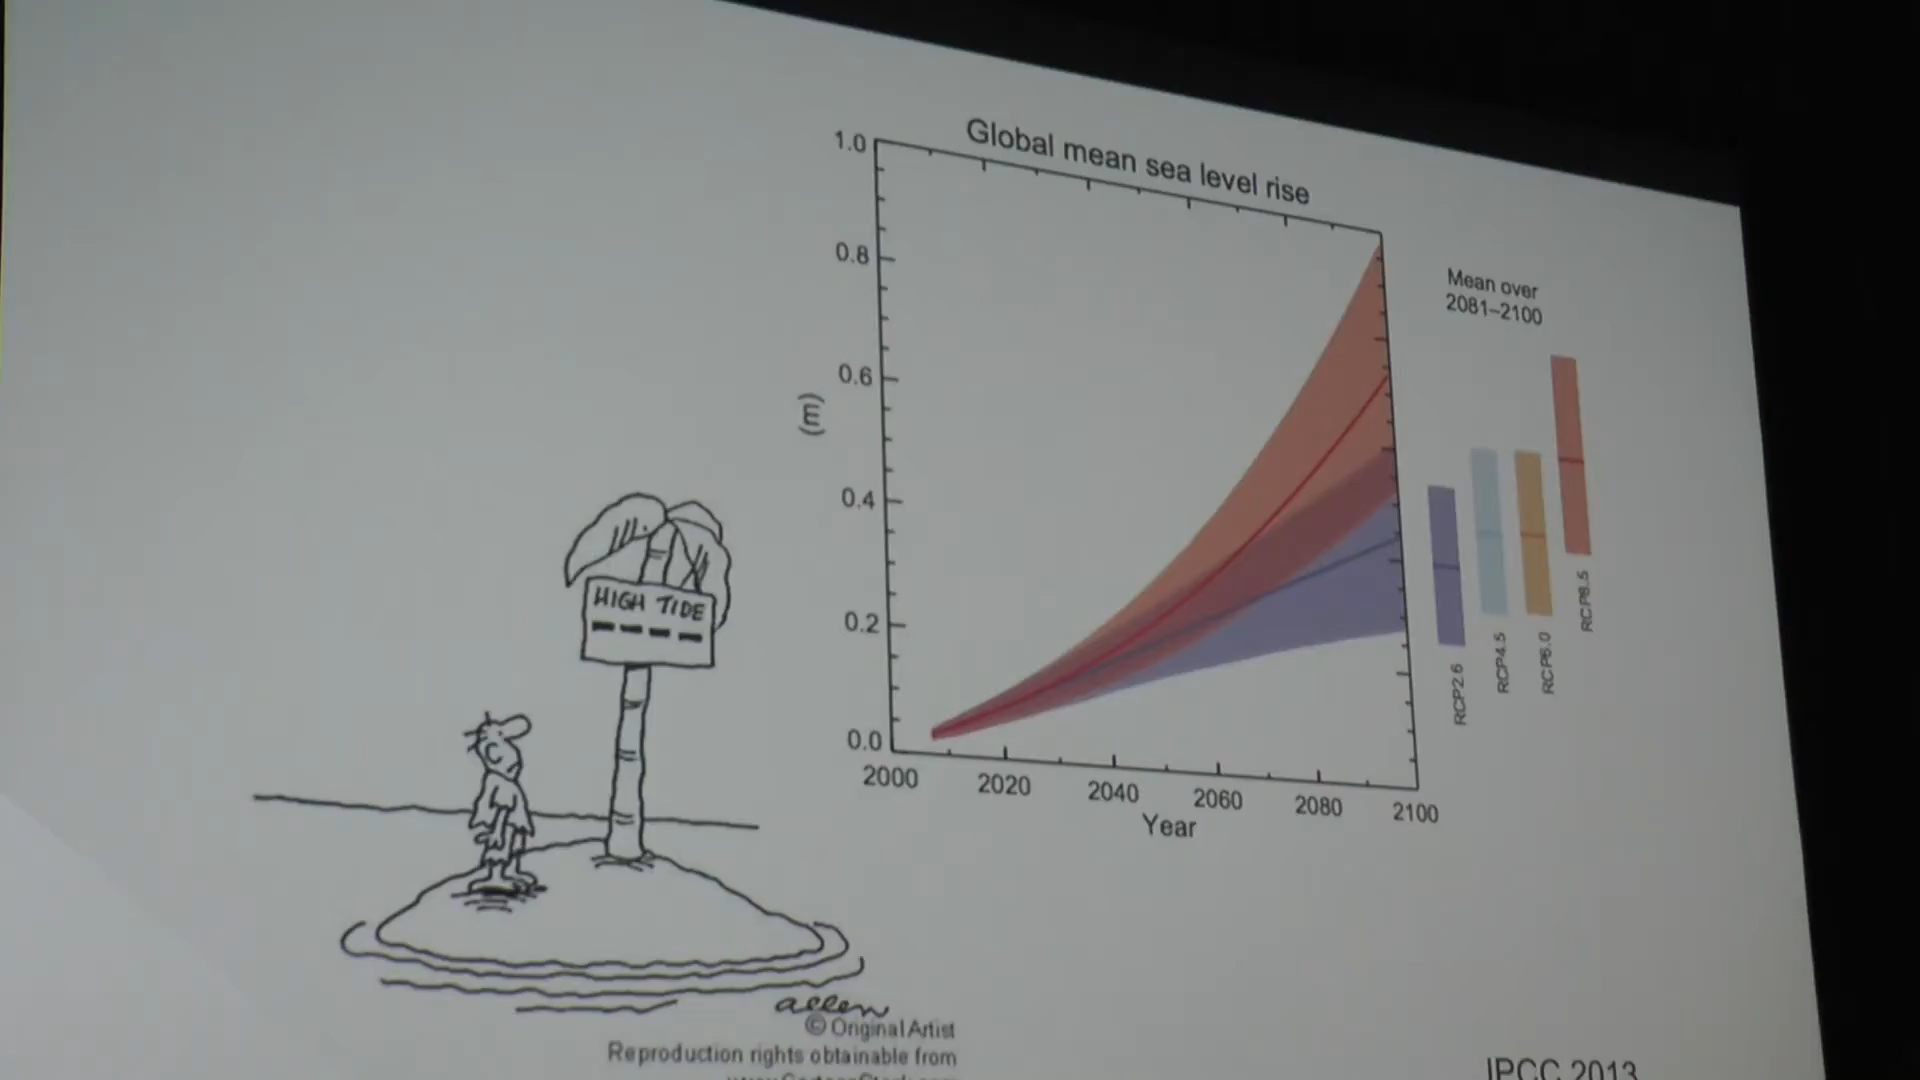 Global mean sea level rise
1.0
0.8
0.6
0.4
0.2
0.0
(m)
2000 2020 2040 2060 2080 2100
Year
Mean over
2081–2100
RCP2.6
RCP4.5
RCP6.0
RCP8.5
HIGH TIDE
allen
© Original Artist
Reproduction rights obtainable from
IPCC 2013